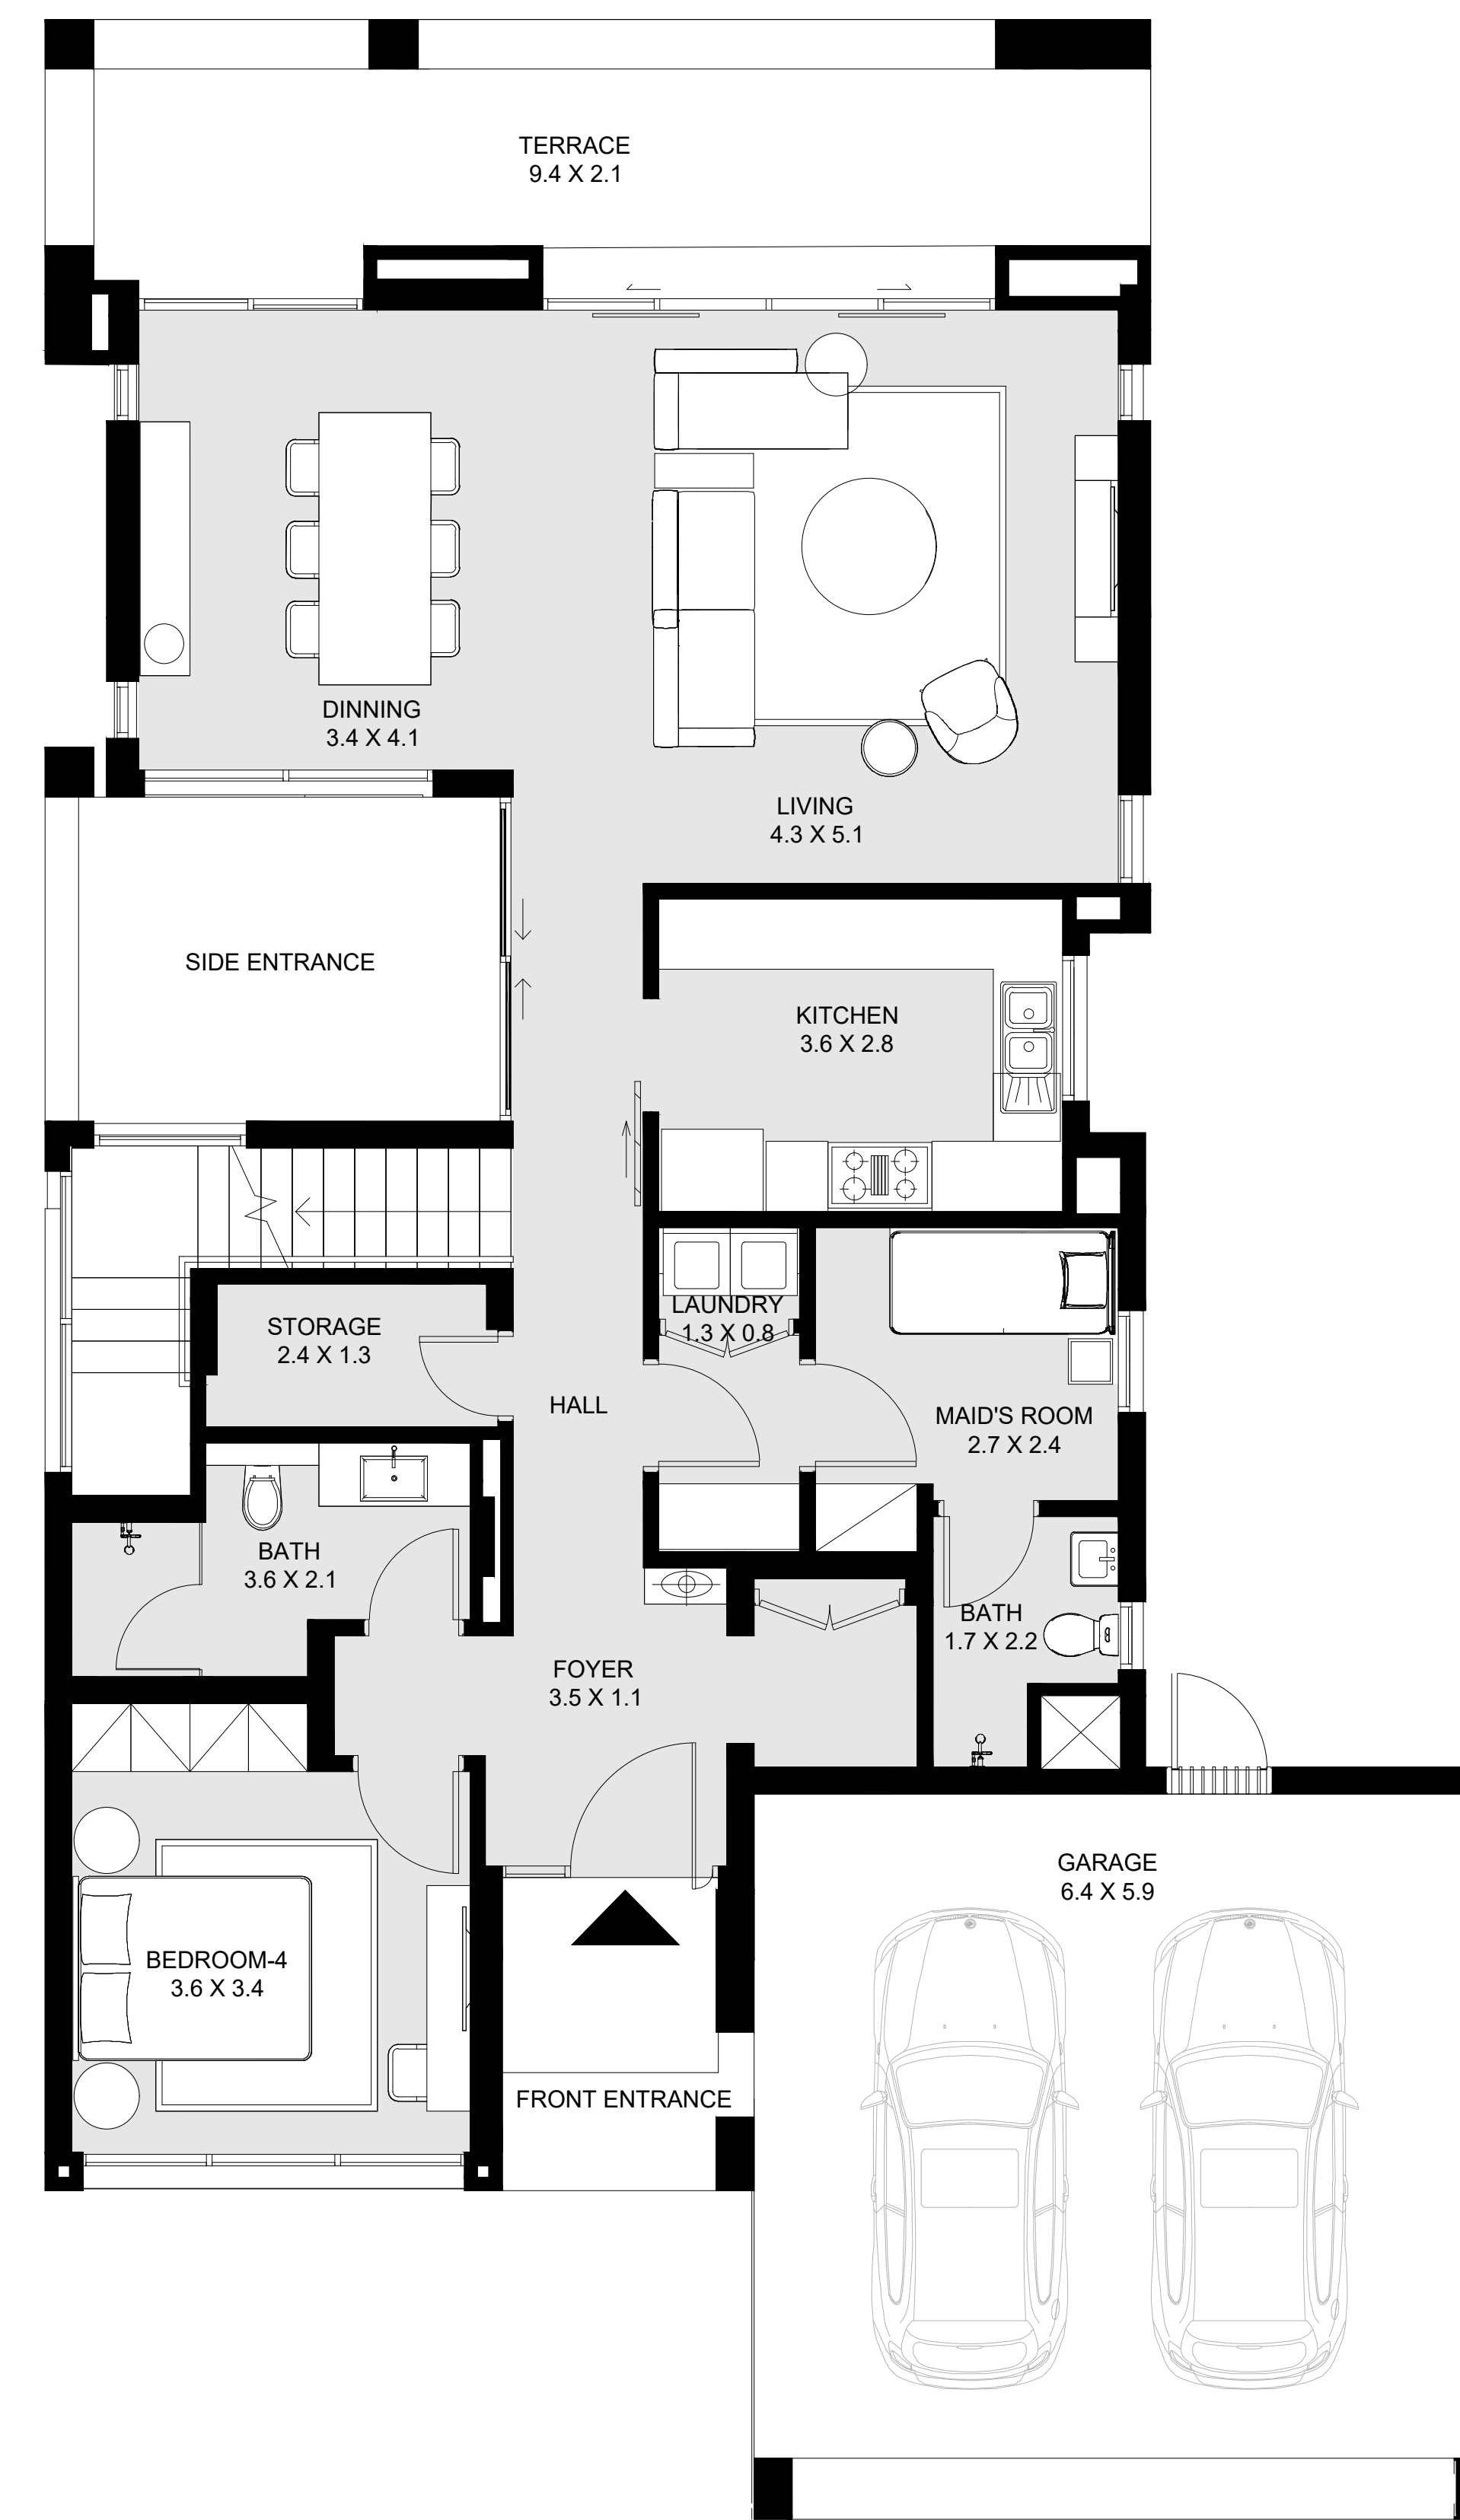 TERRACE
9.4 X 2.1
DINNING
3.4 X 4.1
LIVING
4.3 X 5.1
SIDE ENTRANCE
KITCHEN
3.6 X 2.8
LAUNDRY
1.3 X 0.8
STORAGE
2.4 X 1.3
HALL
MAID'S ROOM
2.7 X 2.4
BATH
3.6 X 2.1
BATH
1.7 X 2.2
FOYER
3.5 X 1.1
GARAGE
6.4 X 5.9
BEDROOM-4
3.6 X 3.4
FRONT ENTRANCE